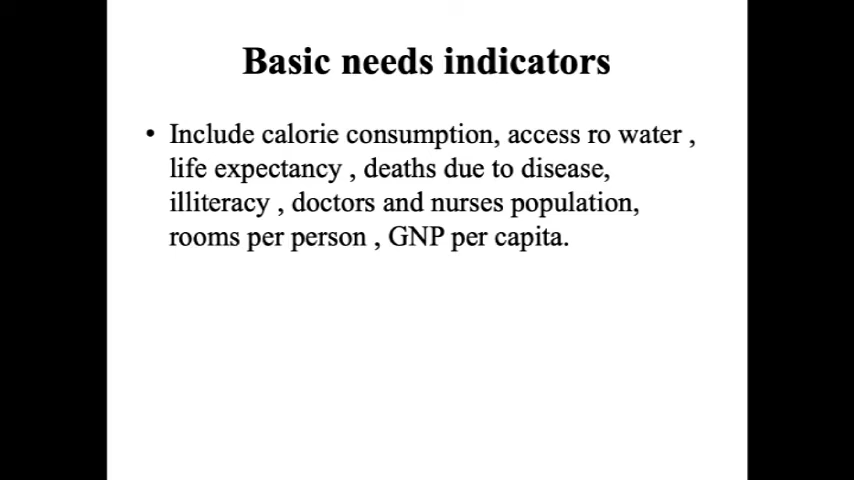 Basic needs indicators
• Include calorie consumption, access ro water ,
life expectancy , deaths due to disease,
illiteracy , doctors and nurses population,
rooms per person , GNP per capita.